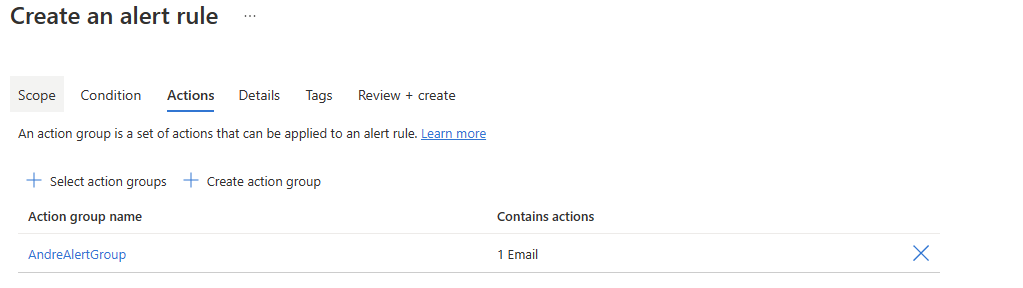 Create an alert rule ...
Scope Condition Actions Details Tags Review + create
An action group is a set of actions that can be applied to an alert rule. Learn more
Select action groups Create action group
Action group name Contains actions
AndreAlertGroup 1 Email